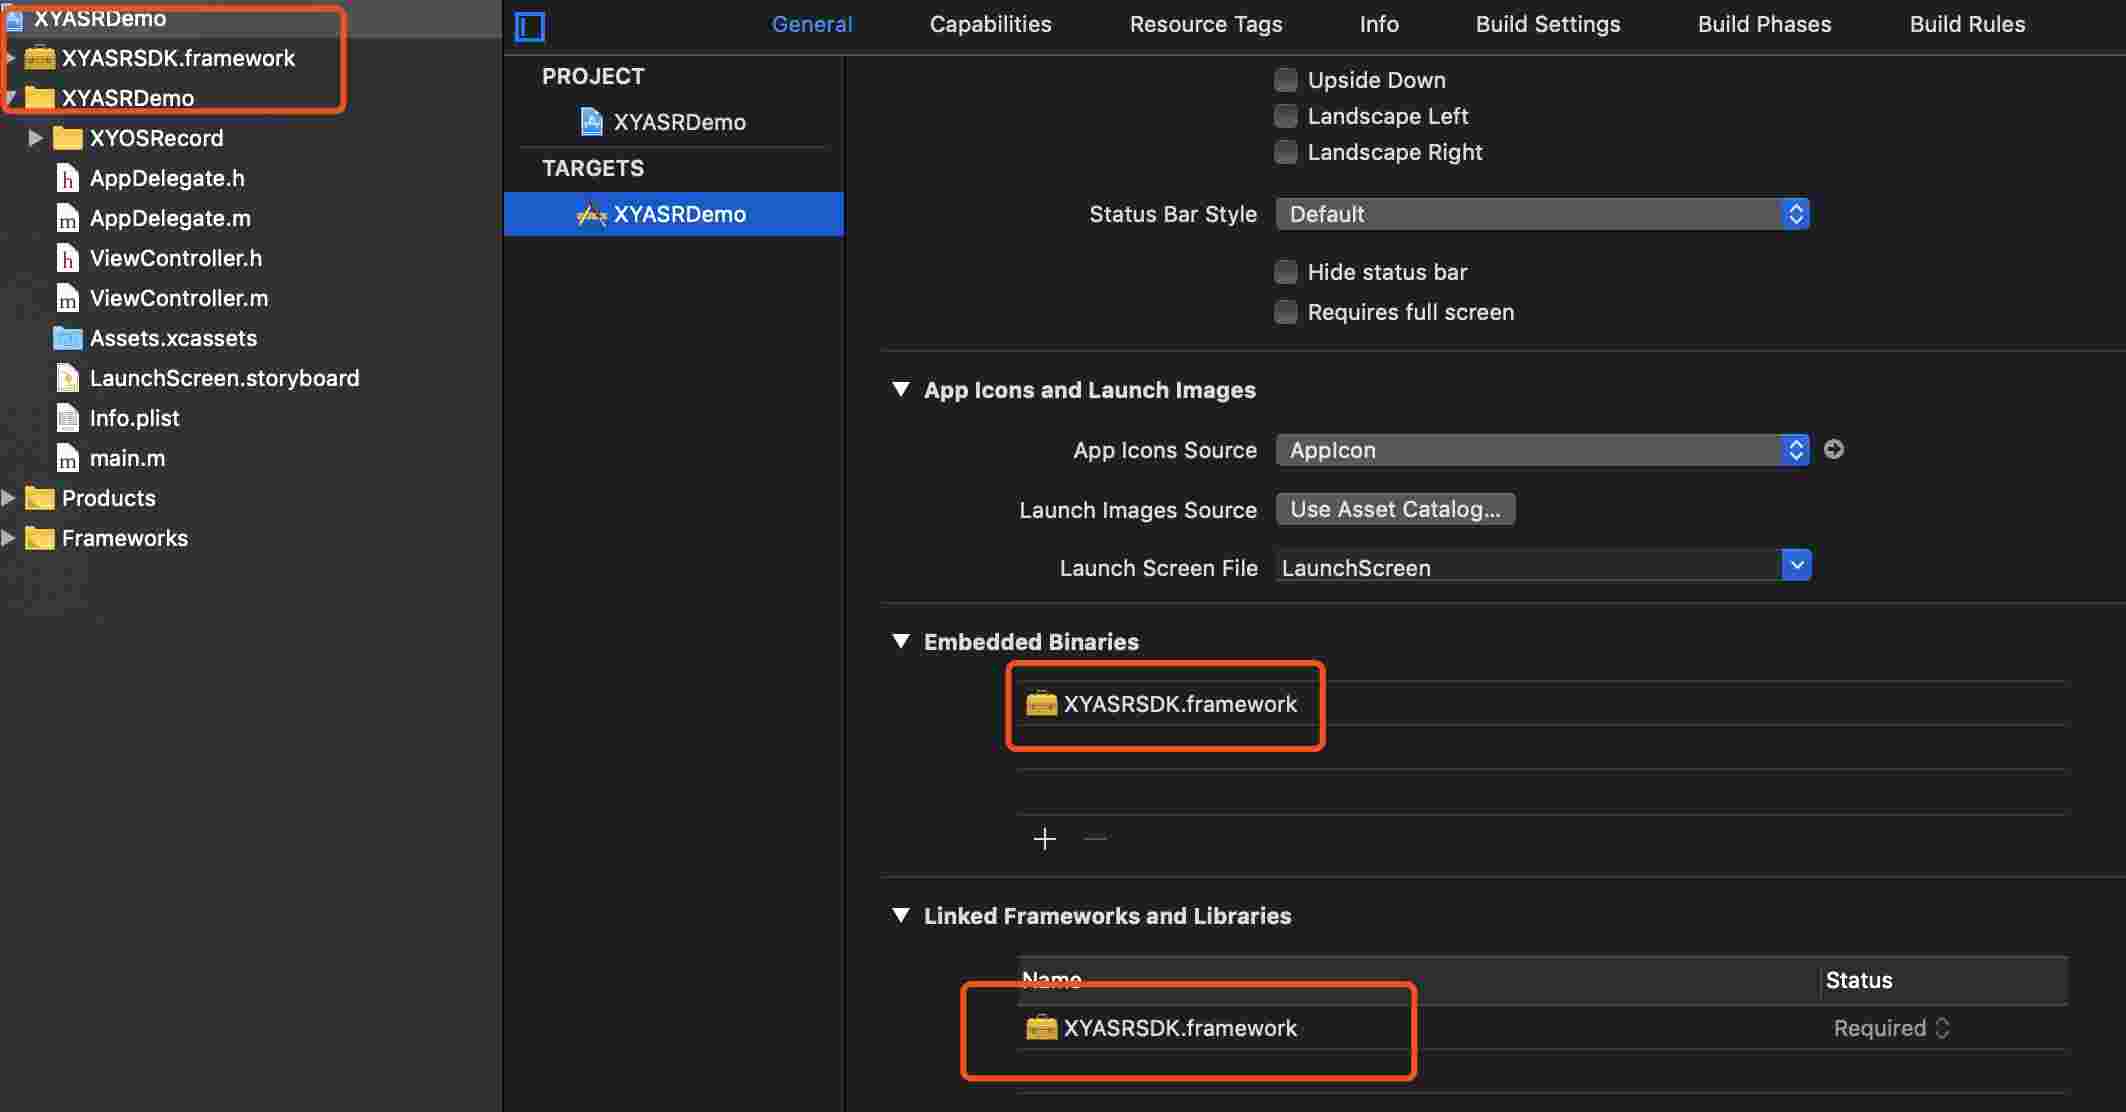 XYASRDemo
XYASRSDK.framework
XYASRDemo
XYOSRecord
AppDelegate.h
AppDelegate.m
ViewController.h
ViewController.m
Assets.xcassets
LaunchScreen.storyboard
Info.plist
main.m
Products
Frameworks
General Capabilities Resource Tags Info Build Settings Build Phases Build Rules
PROJECT
XYASRDemo
TARGETS
XYASRDemo
Upside Down
Landscape Left
Landscape Right
Status Bar Style Default
Hide status bar
Requires full screen
App Icons and Launch Images
App Icons Source AppIcon
Launch Images Source Use Asset Catalog...
Launch Screen File LaunchScreen
Embedded Binaries
XYASRSDK.framework
Linked Frameworks and Libraries
Name Status
XYASRSDK.framework Required